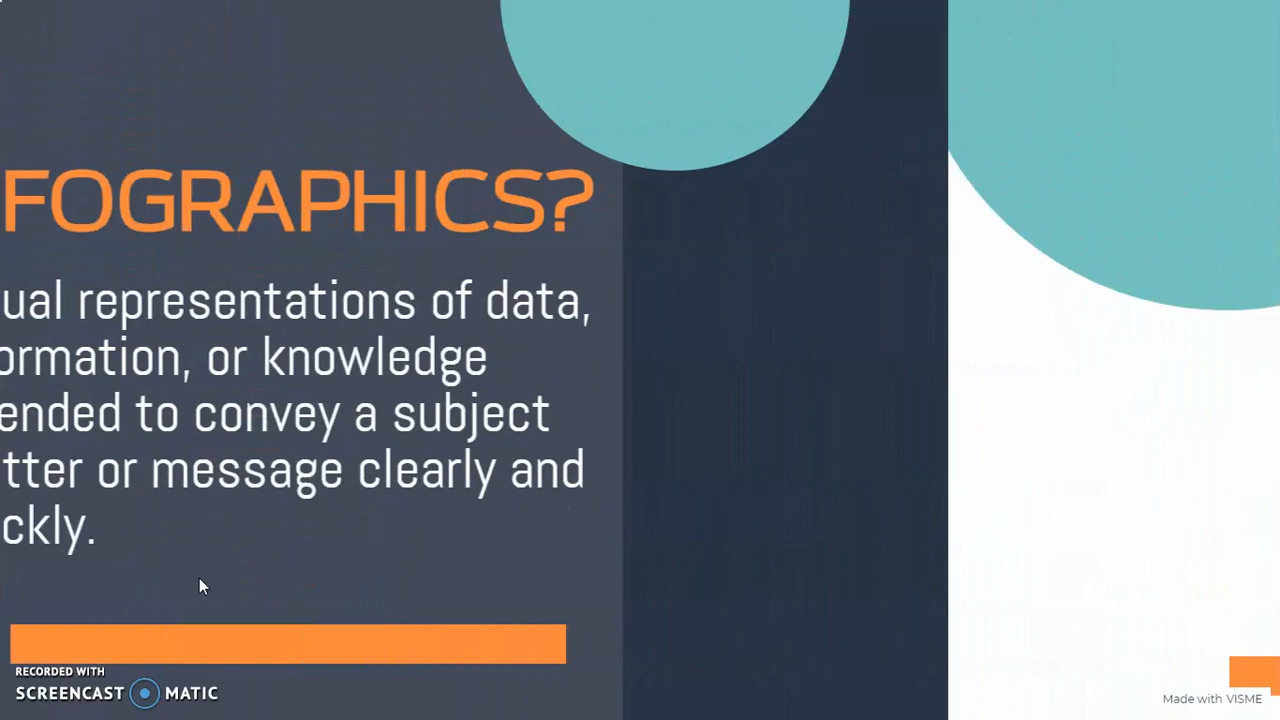 FOGRAPHICS?
ual representations of data,
ormation, or knowledge
ended to convey a subject
tter or message clearly and
ckly.
RECORDED WITH
SCREENCAST MATIC
Made with VISME